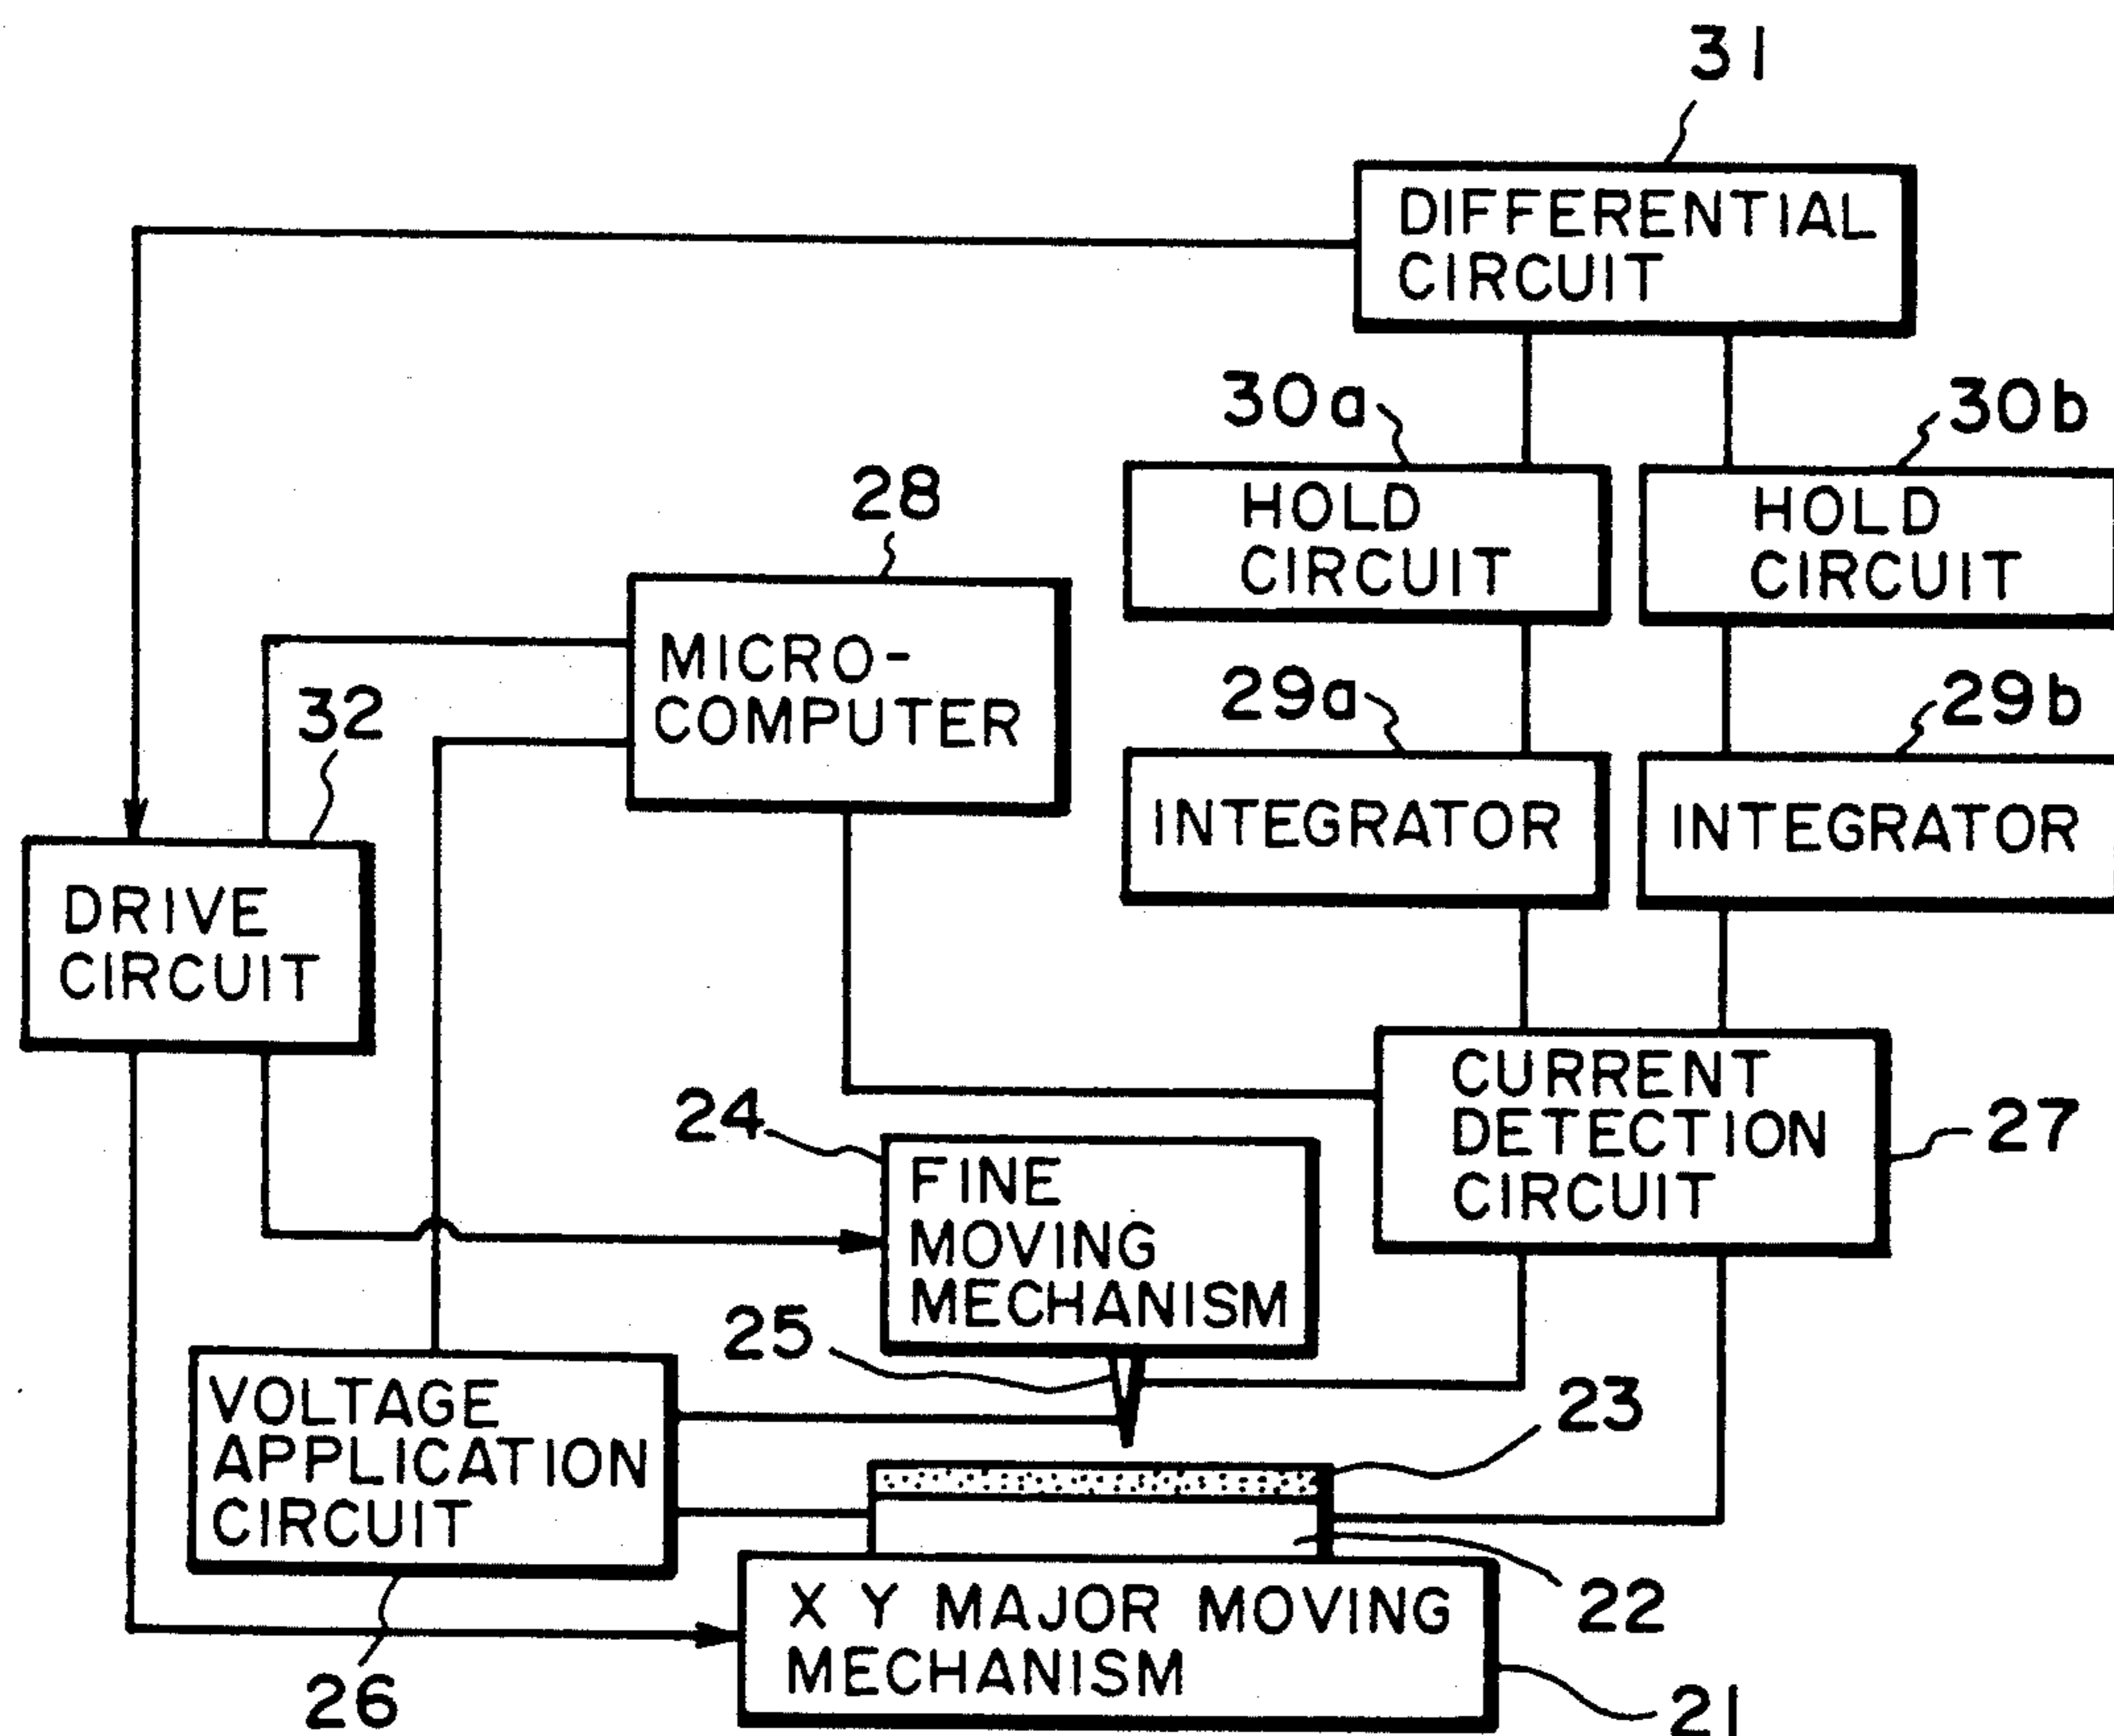 31
DIFFERENTIAL
CIRCUIT
30a
30b
HOLD
CIRCUIT
HOLD
CIRCUIT
28
MICRO-
COMPUTER
29a
29b
INTEGRATOR
INTEGRATOR
32
DRIVE
CIRCUIT
CURRENT
DETECTION
CIRCUIT
27
24
FINE
MOVING
MECHANISM
25
VOLTAGE
APPLICATION
CIRCUIT
23
22
X Y MAJOR MOVING
MECHANISM
26
21